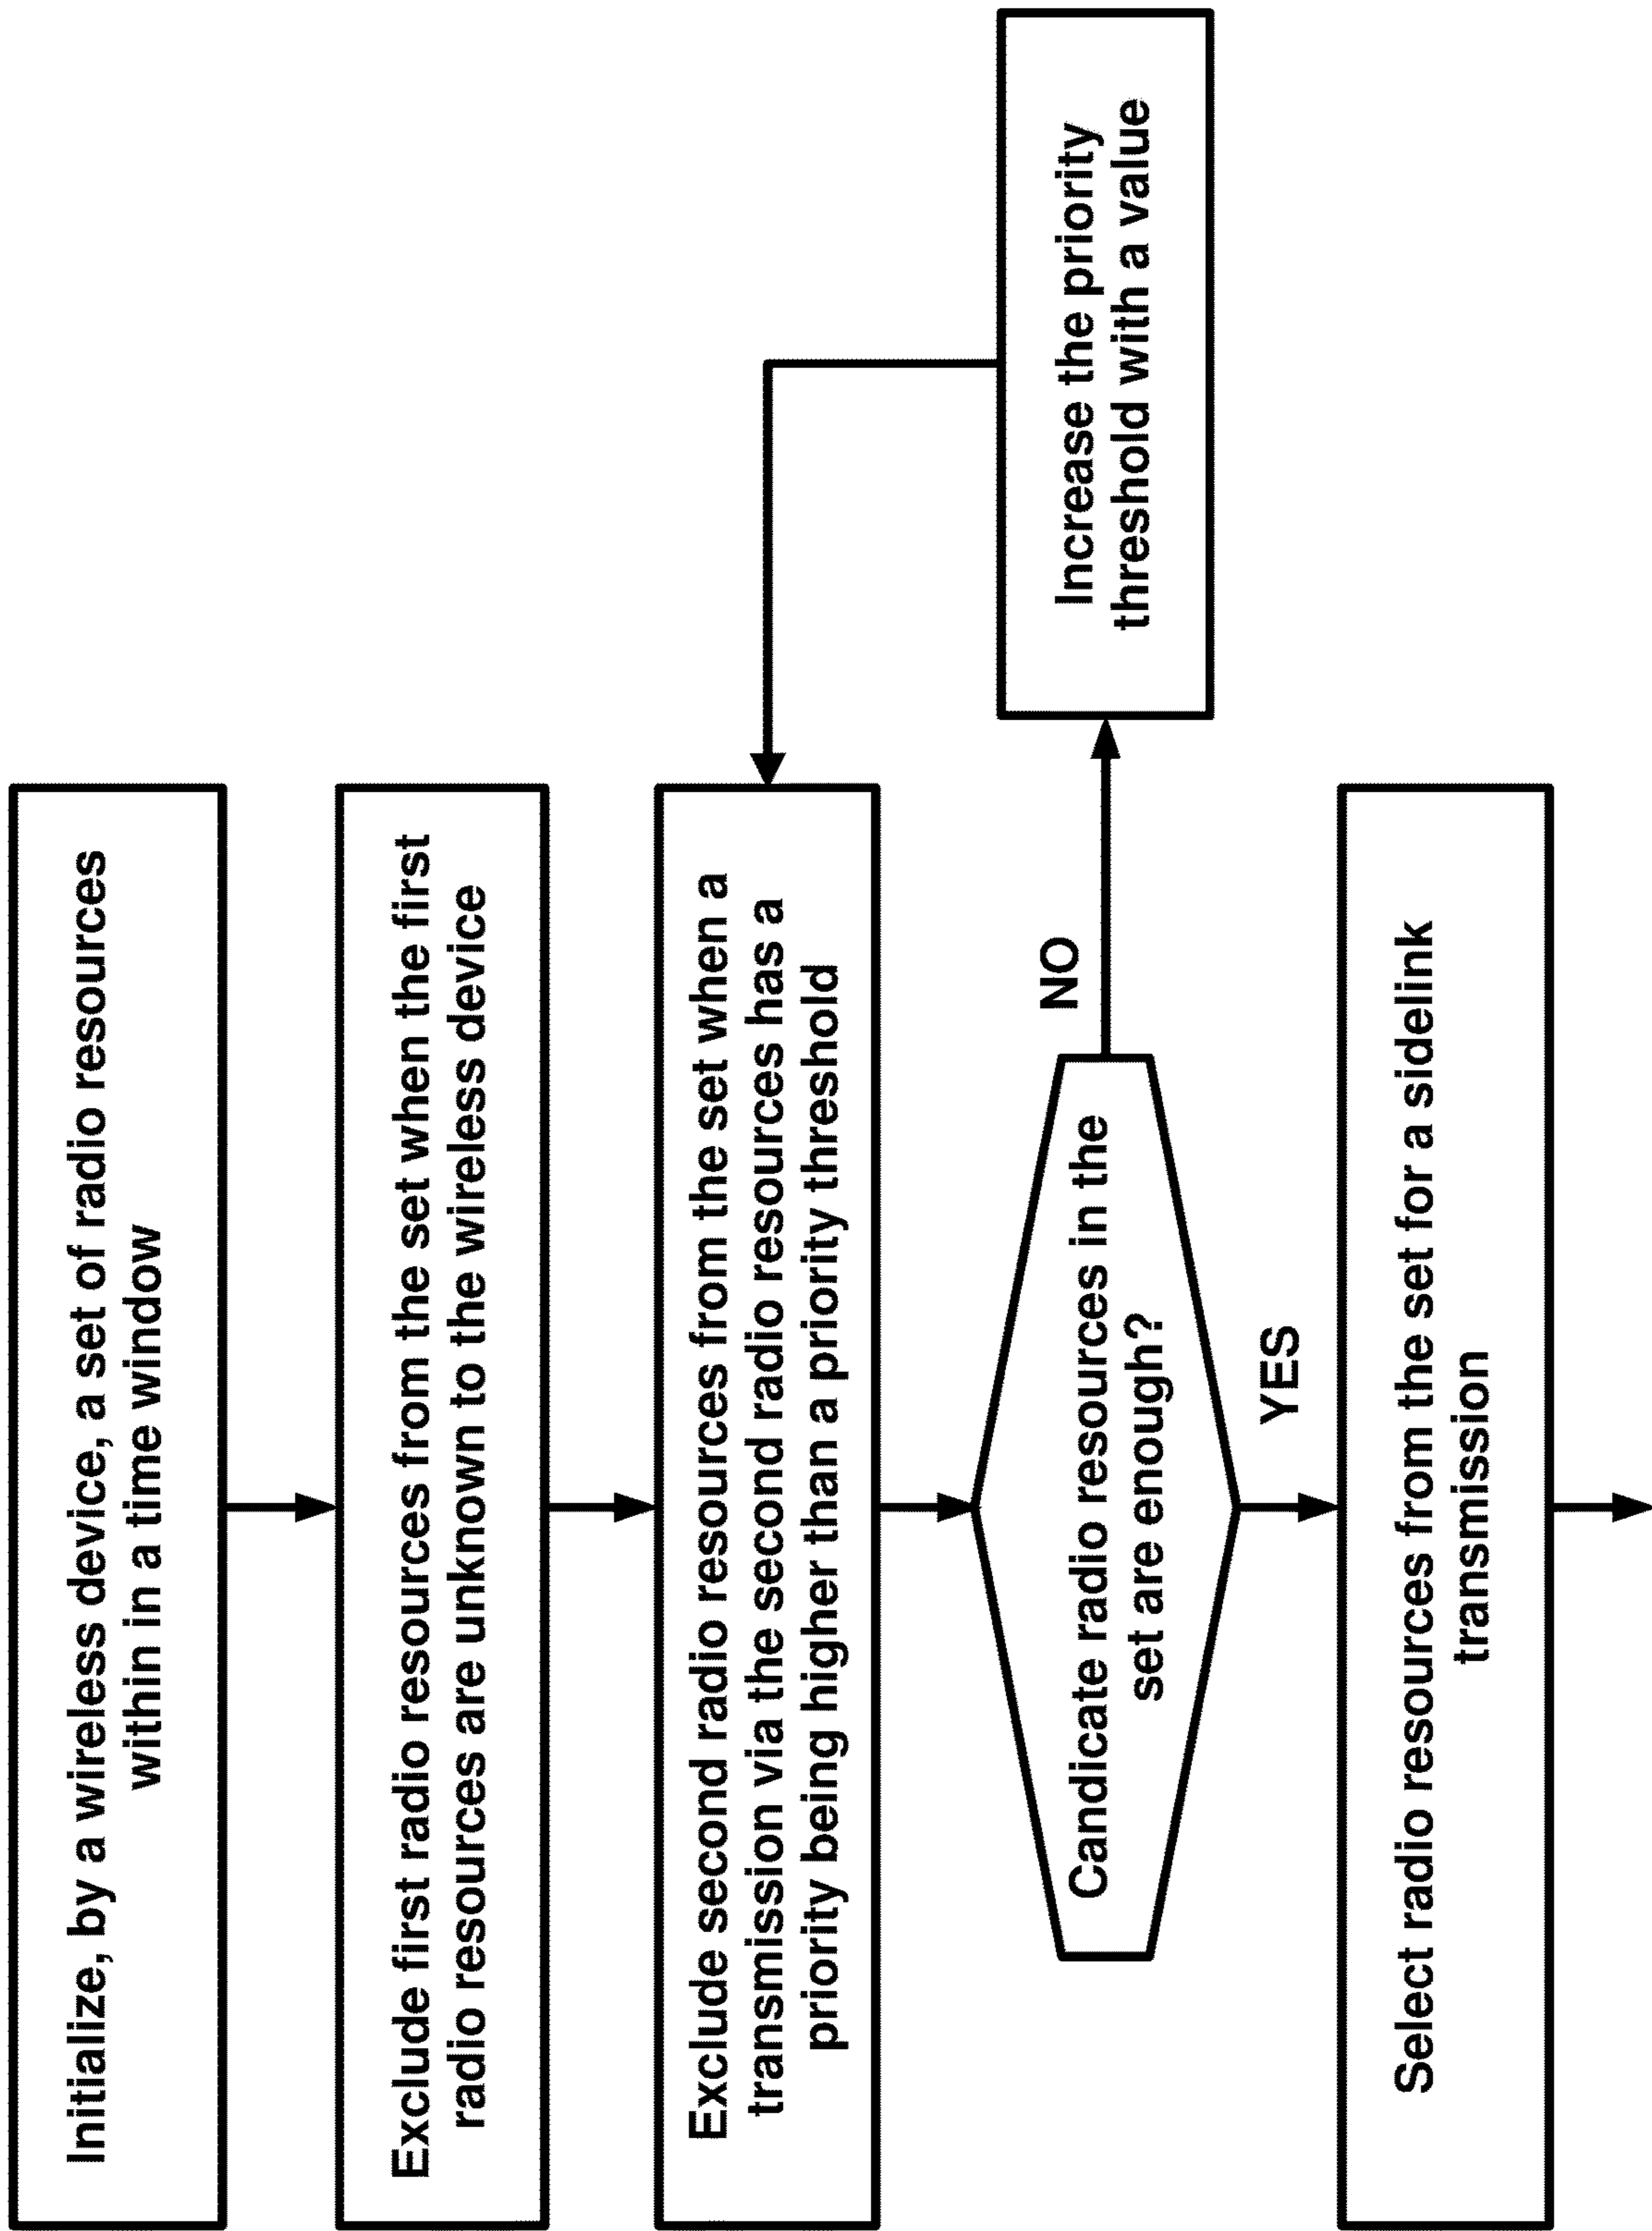 Initialize, by a wireless device, a set of radio resources
within in a time window
Exclude first radio resources from the set when the first
radio resources are unknown to the wireless device
Exclude second radio resources from the set when a
transmission via the second radio resources has a
priority being higher than a priority threshold
Candicate radio resources in the
set are enough?
NO
Increase the priority
threshold with a value
YES
Select radio resources from the set for a sidelink
transmission